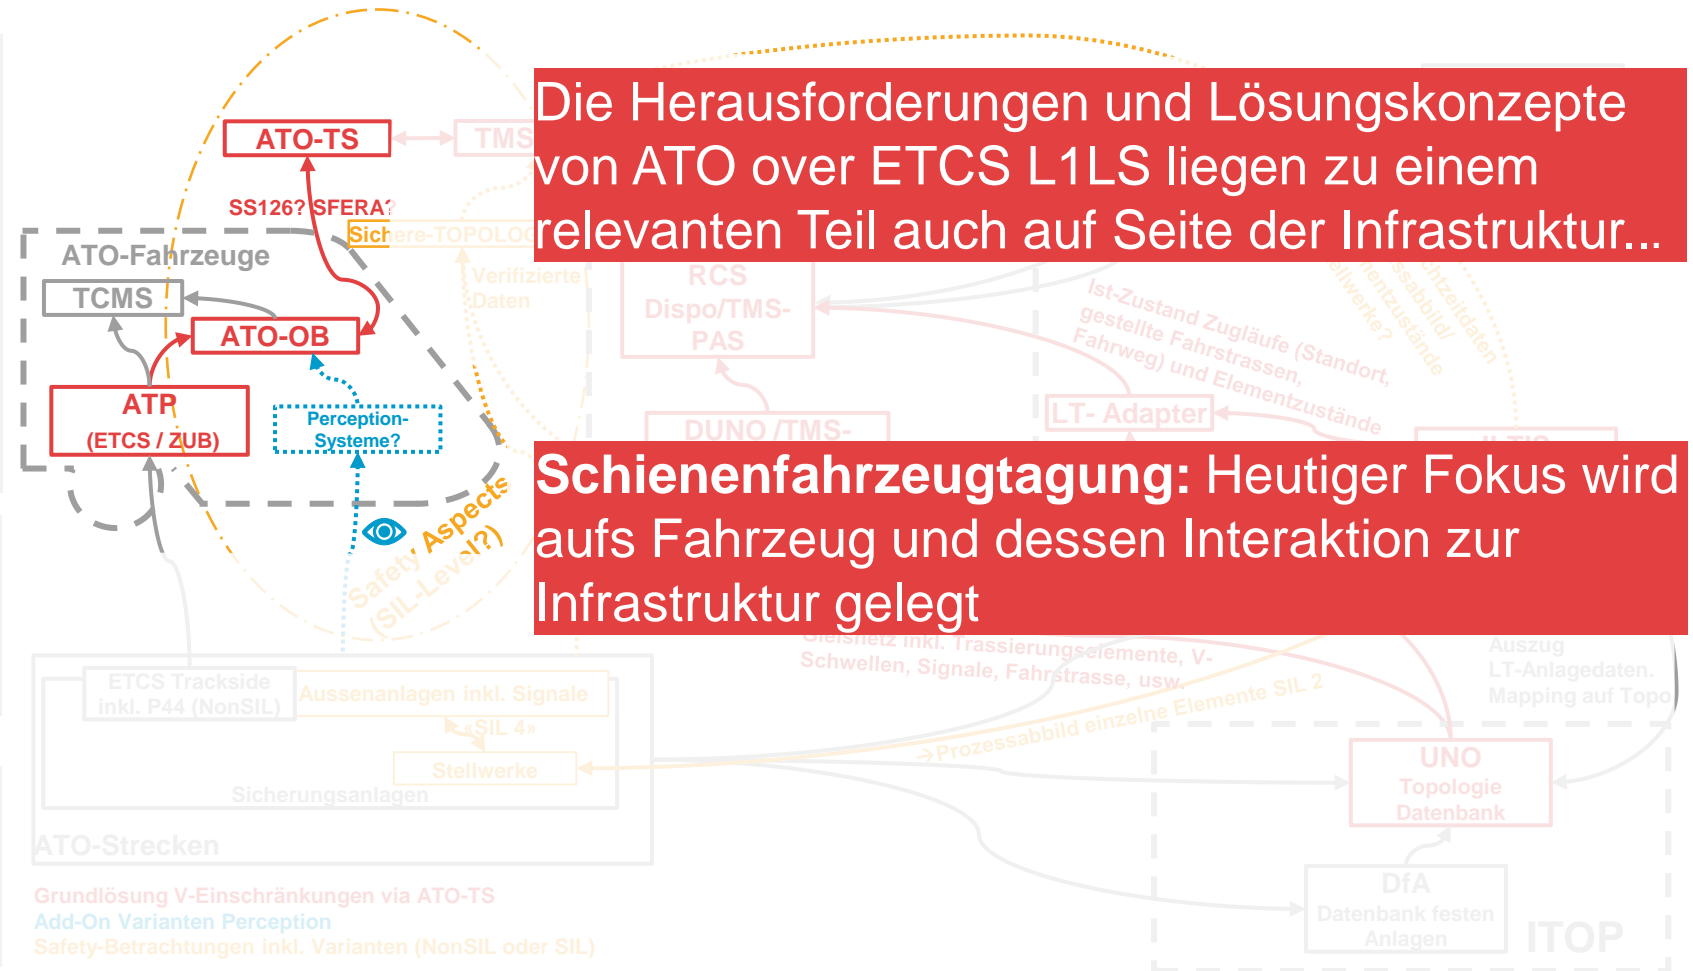 Die Herausforderungen und Lösungskonzepte
von ATO over ETCS L1LS liegen zu einem
relevanten Teil auch auf Seite der Infrastruktur...
ATO-TS
TMS
SS126? SFERA?
Sichere-TOPOLOG
ATO-Fahrzeuge
TCMS
ATO-OB
Verifizierte
Daten
ATP
(ETCS / ZUB)
Perception-
Systeme?
Safety Aspects
(SIL-Level?)
RCS
Dispo/TMS-
PAS
DUNO /TMS-
Ist-Zustand Zugläufe (Standort,
gestellte Fahrstrassen,
Fahrweg) und Elementzustände
LT- Adapter
Schienenfahrzeugtagung: Heutiger Fokus wird
aufs Fahrzeug und dessen Interaktion zur
Infrastruktur gelegt
Gleisnetz inkl. Trassierungselemente, V-
Schwellen, Signale, Fahrstrasse, usw.
Auszug
LT-Anlagedaten.
Mapping auf Topo
ETCS Trackside
inkl. P44 (NonSIL)
Aussenanlagen inkl. Signale
«SIL 4»
Stellwerke
Sicherungsanlagen
ATO-Strecken
→Prozessabbild einzelne Elemente SIL 2
UNO
Topologie
Datenbank
DfA
Datenbank festen
Anlagen
ITOP
Grundlösung V-Einschränkungen via ATO-TS
Add-On Varianten Perception
Safety-Betrachtungen inkl. Varianten (NonSIL oder SIL)